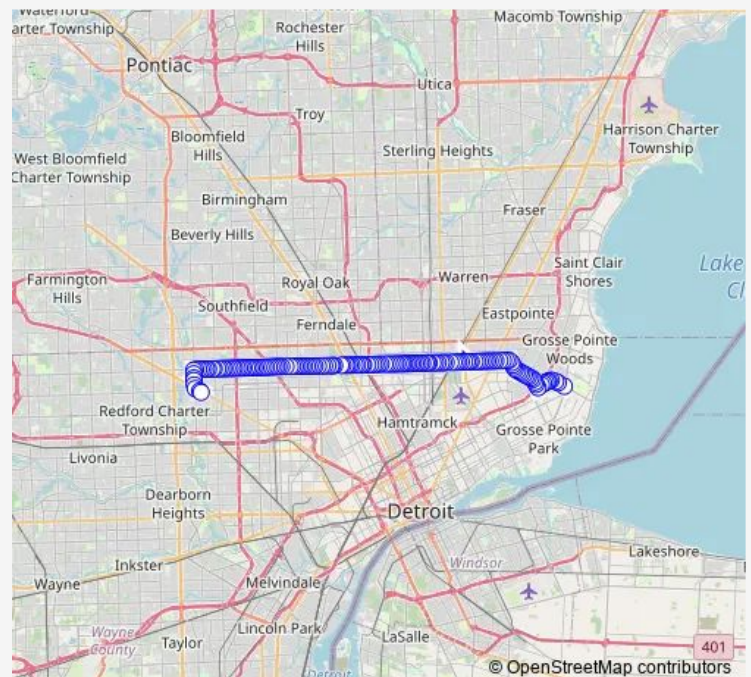 Waterford
arter Township
Rochester
Hills
Macomb Township
Pontiac
Utica
Troy
Harrison Charter
Township
Bloomfield
Hills
West Bloomfield
Charter Township
Sterling Heights
Birmingham
Fraser
Beverly Hills
Saint Clair
Shores
Lake
Cl
Farmington
Hills
Royal Oak
Warren
Southfield
Eastpointe
Ferndale
Grosse Pointe
Woods
Redford Charter
Township
Hamtramck
Grosse Pointe
Park
Livonia
Dearborn
Heights
Detroit
Lakeshore
Inkster
Windsor
Wayne
Melvindale
Wayne
County
Lincoln Park
Taylor
LaSalle
401
Detroit
© OpenStreetMap contributors